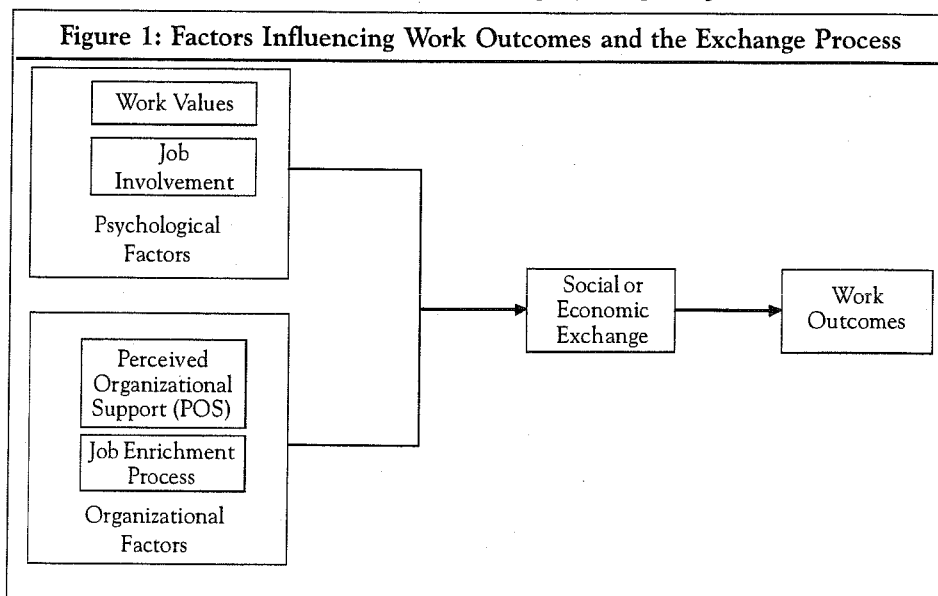 Figure 1: Factors Influencing Work Outcomes and the Exchange Process
Work Values
Job
Involvement
Psychological
Factors
Perceived
Organizational
Support (POS)
Job Enrichment
Process
Organizational
Factors
Social or
Economic
Exchange
Work
Outcomes